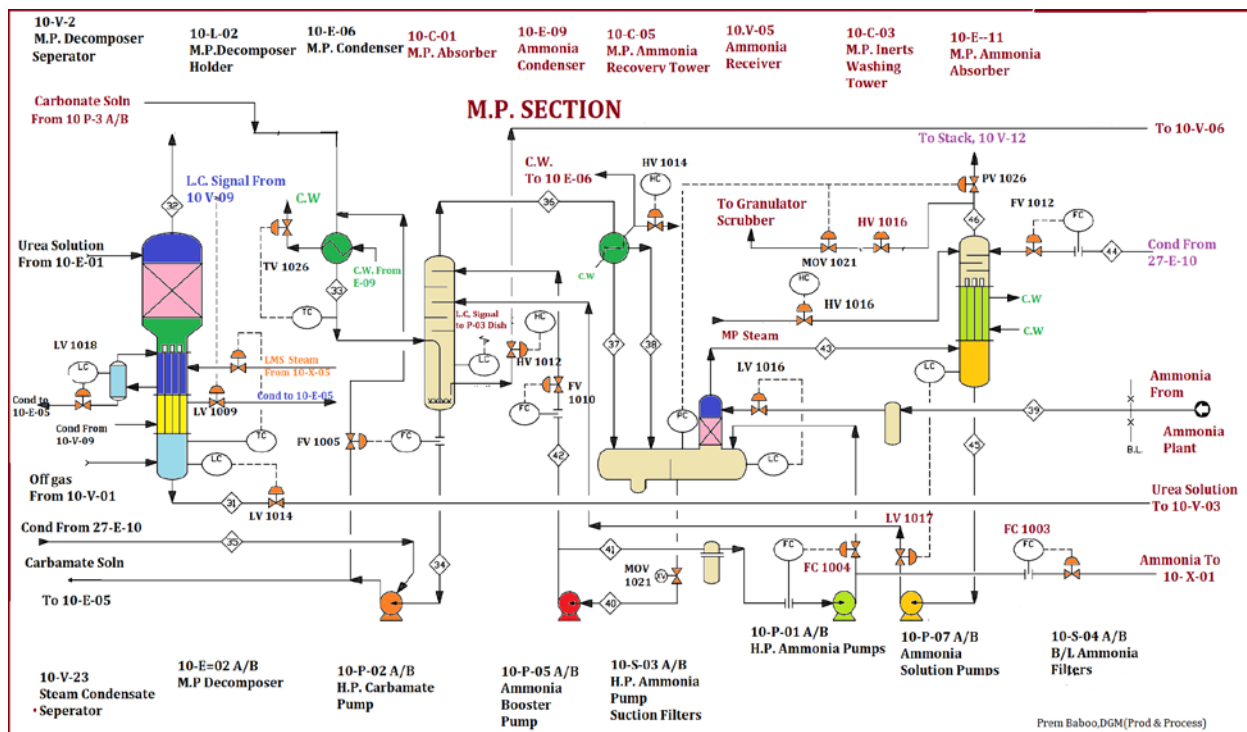 10-V-2
M.P. Decomposer
Seperator
10-L-02
M.P.Decomposer
Holder
10-E-06
M.P. Condenser
10-C-01
M.P. Absorber
10-E-09
Ammonia
Condenser
10-C-05
M.P. Ammonia
Recovery Tower
10.V-05
Ammonia
Receiver
10-C-03
M.P. Inerts
Washing
Tower
10-E--11
M.P. Ammonia
Absorber
Carbonate Soln
From 10 P-3 A/B
M.P. SECTION
To 10-V-06
To Stack, 10 V-12
C.W.
To 10 E-06
HV 1014
HC
PV 1026
L.C. Signal From
10 V-09
C.W
32
36
To Granulator
Scrubber
HV 1016
FV 1012
FC
46
Urea Solution
From 10-E-01
TV 1026
C.W. From
E-09
C.W
MOV 1021
Cond From
27-E-10
44
33
HC
TC
L.C. Signal
to P-03 Dish
HC
HV 1016
C.W
LV 1018
LC
LMS Steam
From 10-X-05
LC
HV 1012
37
38
MP Steam
C.W
43
LV 1016
Cond to
10-E-05
LV 1009
Cond to 10-E-05
FV
1010
LC
Ammonia
From
Cond From
10-V-09
TC
FV 1005
FC
FC
PC
39
Ammonia
Plant
B.L.
42
45
LC
LC
Off gas
From 10-V-01
31
LV 1014
Urea Solution
To 10-V-03
Cond From 27-E-10
35
34
41
LV 1017
FC 1003
FC
FC
Carbamate Soln
MOV
1021
FC 1004
Ammonia To
10- X-01
To 10-E-05
40
10-P-01 A/B
H.P. Ammonia Pumps
10-P-07 A/B
Ammonia
Solution Pumps
10-S-04 A/B
B/L Ammonia
Filters
10-V-23
Steam Condensate
Seperator
10-E=02 A/B
M.P Decomposer
10-P-02 A/B
H.P. Carbamate
Pump
10-P-05 A/B
Ammonia
Booster
Pump
10-S-03 A/B
H.P. Ammonia
Pump
Suction Filters
Prem Baboo,DGM(Prod & Process)